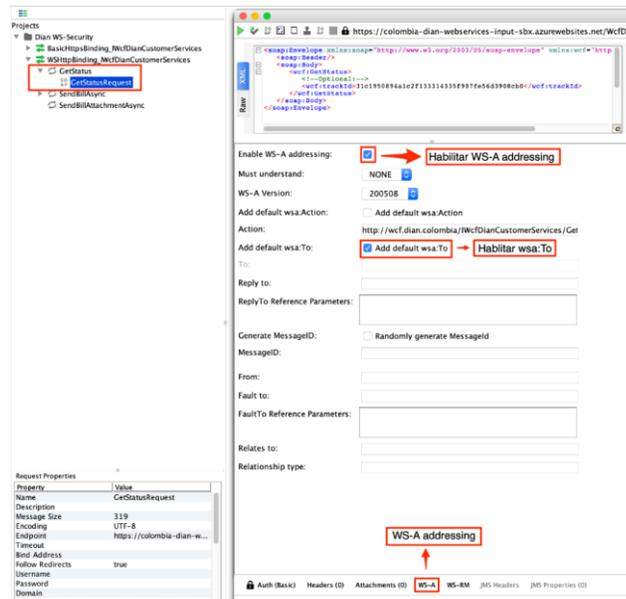 Projects
Dian WS-Security
BasicHttpsBinding_IWcfDianCustomerServices
WSHttpBinding_IWcfDianCustomerServices
GetStatus
GetStatusRequest
SendBillAsync
SendBillAttachmentAsync
Request Properties
Property Value
Name GetStatusRequest
Description
Message Size 319
Encoding UTF-8
Endpoint https://colombia-dian-w...
Timeout
Bind Address
Follow Redirects true
Username
Password
Domain
https://colombia-dian-webservices-input-sbx.azurewebsites.net/WcfD
XML
Raw
<soap:Envelope xmlns:soap="http://www.w3.org/2003/05/soap-envelope" xmlns:wcf="http
<soap:Header/>
<soap:Body>
<wcf:GetStatus>
<!--Optional:-->
</wcf:GetStatus>
</soap:Body>
</soap:Envelope>
Enable WS-A addressing:
Habilitar WS-A addressing
Must understand: NONE
WS-A Version: 200508
Add default wsa:Action: Add default wsa:Action
Action: http://wcf.dian.colombia/IWcfDianCustomerServices/Get
Add default wsa:To: Add default wsa:To Hablitar wsa:To
To:
Reply to:
ReplyTo Reference Parameters:
Generate MessageID: Randomly generate MessageId
MessageID:
From:
Fault to:
FaultTo Reference Parameters:
Relates to:
Relationship type:
WS-A addressing
Auth (Basic) Headers (0) Attachments (0) WS-A WS-RM JMS Headers JMS Properties (0)